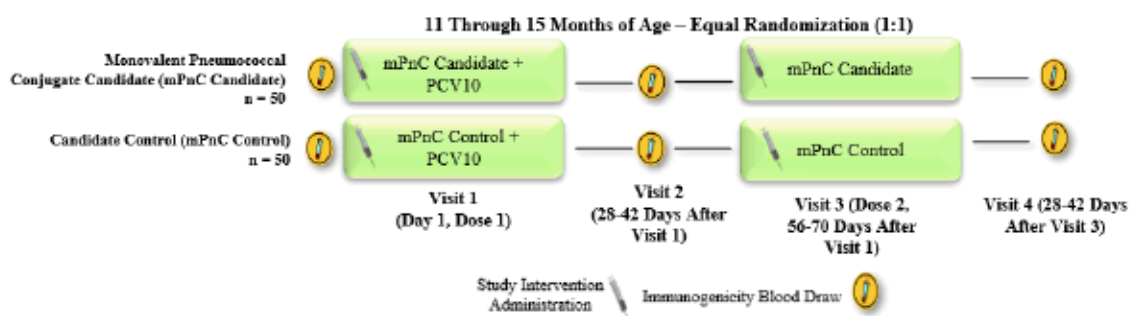 11 Through 15 Months of Age – Equal Randomization (1:1)
Monovalent Pneumococcal
Conjugate Candidate (mPnC Candidate)
n = 50
mPnC Candidate +
PCV10
mPnC Candidate
Candidate Control (mPnC Control)
n = 50
mPnC Control +
PCV10
mPnC Control
Visit 1
(Day 1, Dose 1)
Visit 2
(28-42 Days After
Visit 1)
Visit 3 (Dose 2,
56-70 Days After
Visit 1)
Visit 4 (28-42 Days
After Visit 3)
Study Intervention
Administration
Immunogenicity Blood Draw